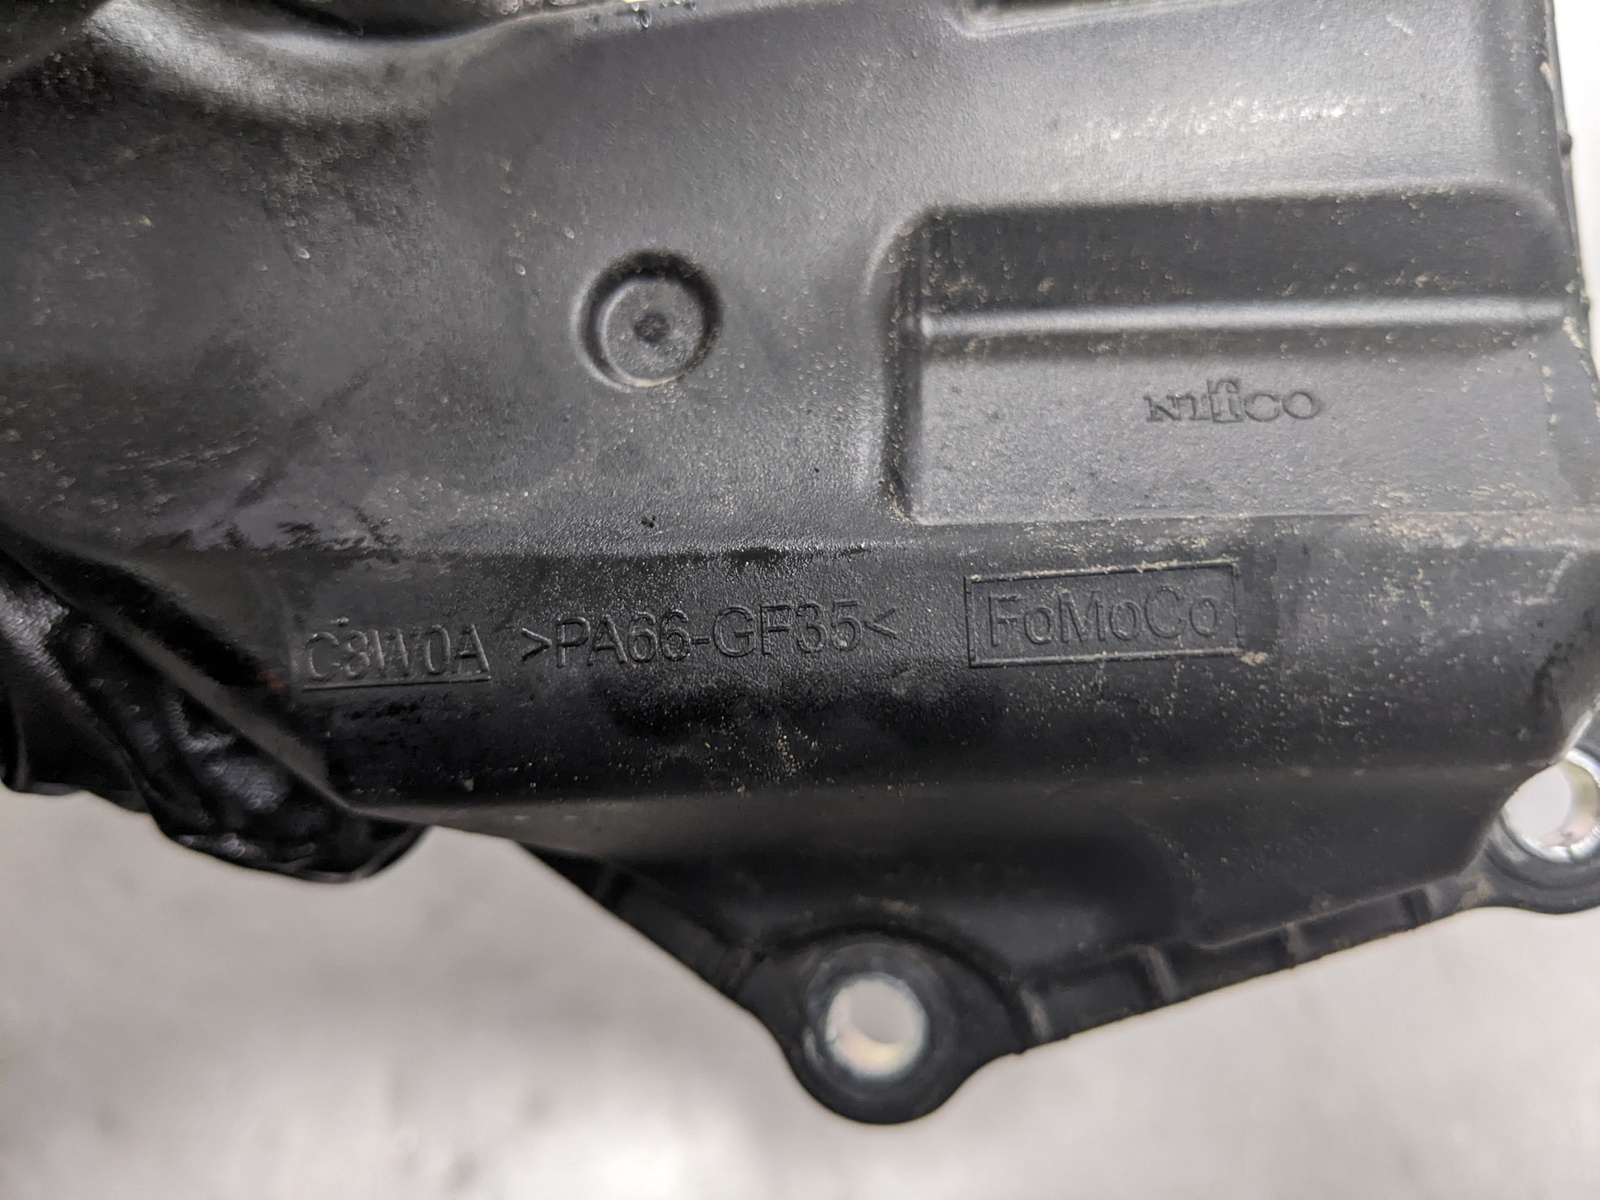 NIfCO
C8W0A >PA66-GF35< FoMoCo